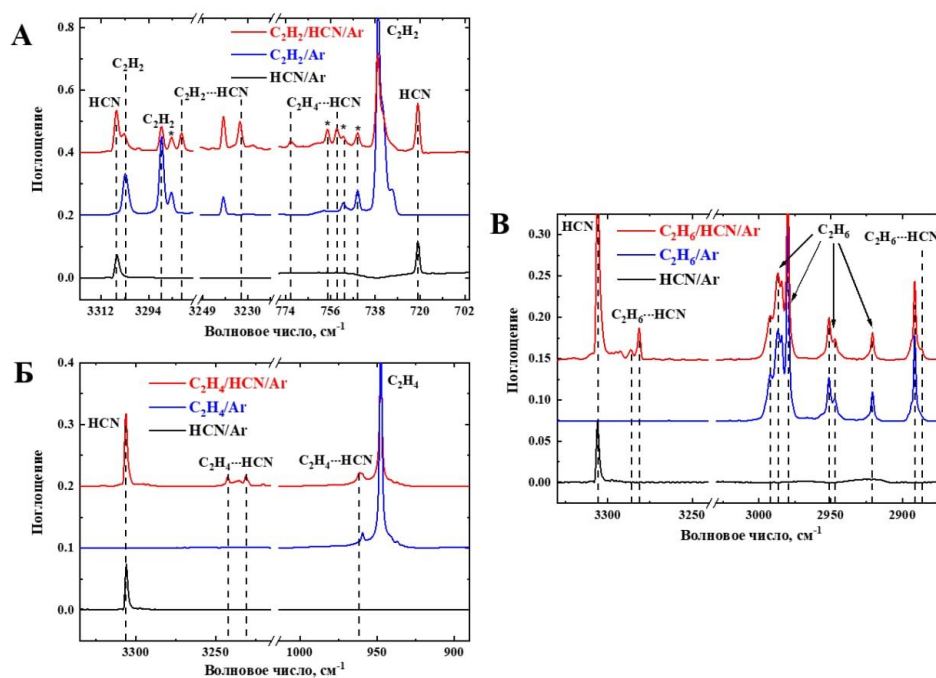 А
0.8
0.6
0.4
0.2
0.0
Поглощение
C₂H₂/HCN/Ar
C₂H₂/Ar
HCN/Ar
HCN
C₂H₂
C₂H₂
*
C₂H₂···HCN
C₂H₄···HCN
*
*
*
C₂H₂
HCN
3312 3294 3249 3230 774 756 738 720 702
Волновое число, см⁻¹
Б
0.4
0.3
0.2
0.1
0.0
Поглощение
C₂H₄/HCN/Ar
C₂H₄/Ar
HCN/Ar
HCN
C₂H₄···HCN
C₂H₄···HCN
C₂H₄
3300 3250 1000 950 900
Волновое число, см⁻¹
В
0.30
0.25
0.20
0.15
0.10
0.05
0.00
Поглощение
HCN
C₂H₆/HCN/Ar
C₂H₆/Ar
HCN/Ar
C₂H₆···HCN
C₂H₆
C₂H₆···HCN
3300 3250 3000 2950 2900
Волновое число, см⁻¹